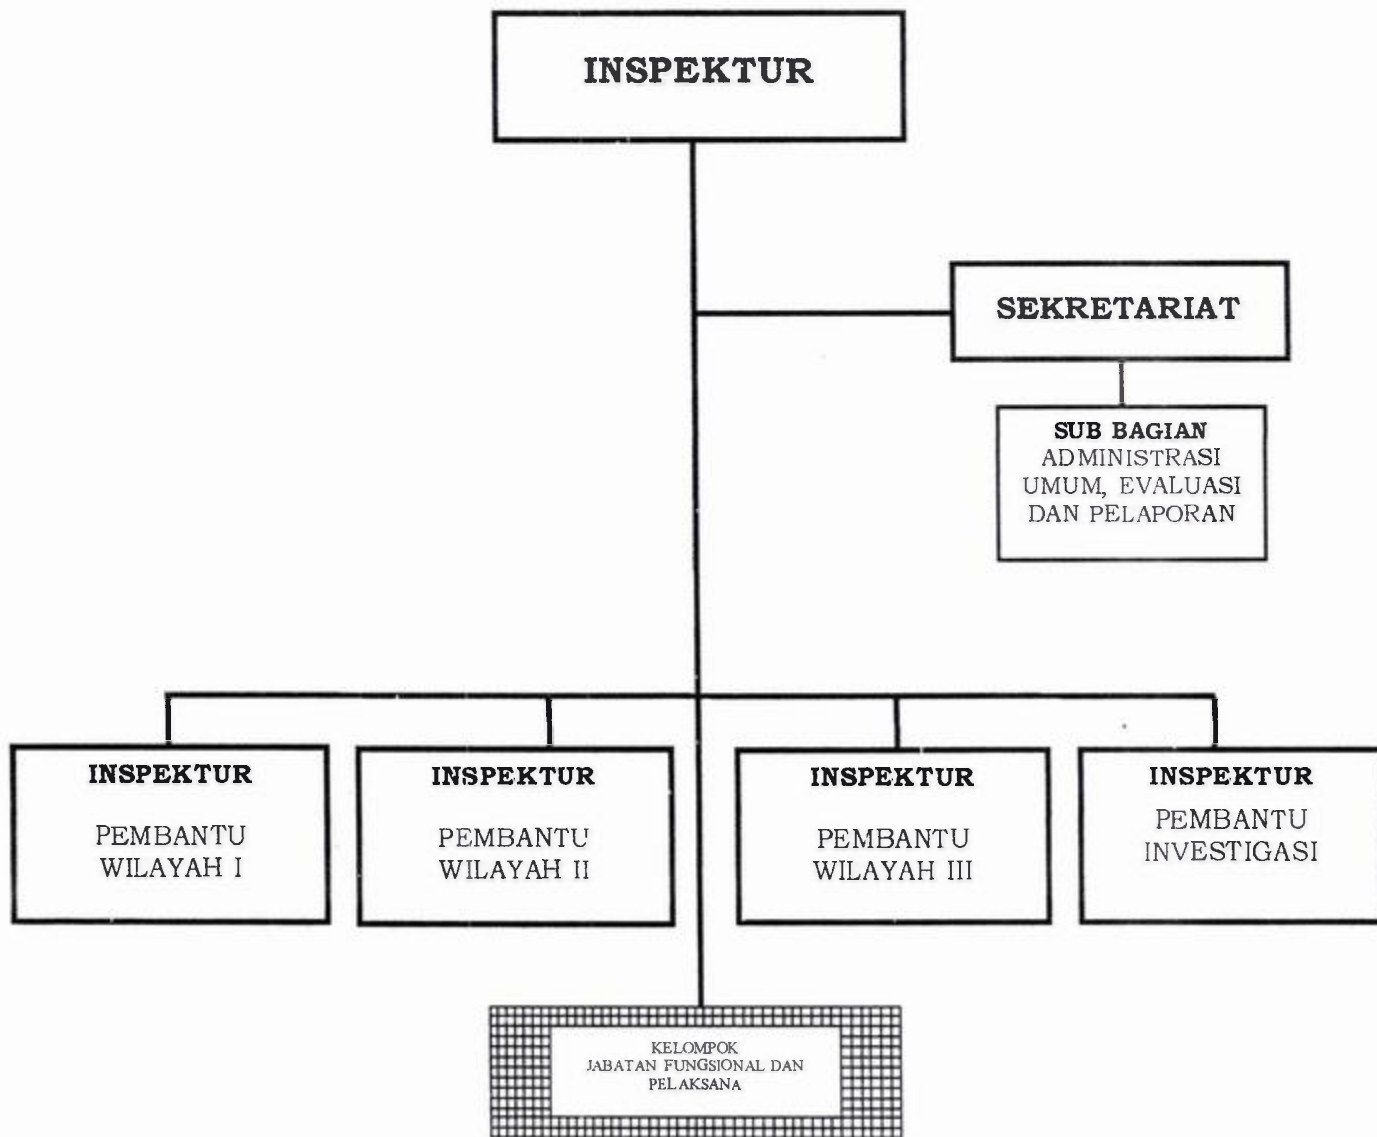 INSPEKTUR
SEKRETARIAT
SUB BAGIAN
ADMINISTRASI
UMUM, EVALUASI
DAN PELAPORAN
INSPEKTUR
PEMBANTU
WILAYAH I
INSPEKTUR
PEMBANTU
WILAYAH II
INSPEKTUR
PEMBANTU
WILAYAH III
INSPEKTUR
PEMBANTU
INVESTIGASI
KELOMPOK
JABATAN FUNGSIONAL DAN
PELAKSANA